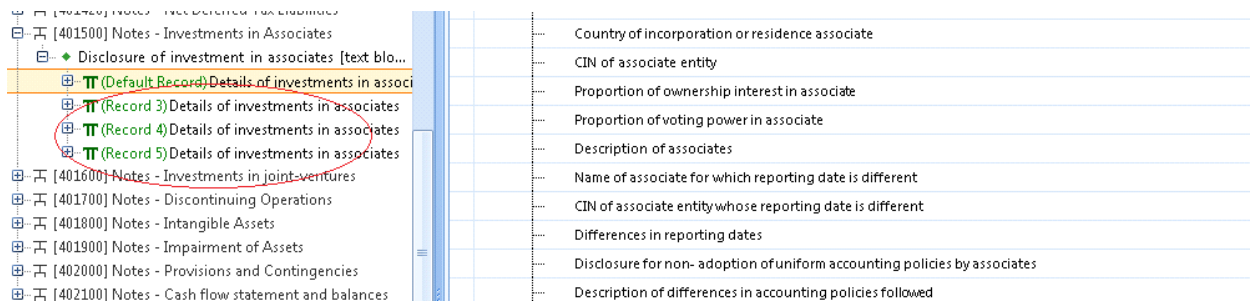 [401420] Notes - Net Deferred Tax Liabilities
[401500] Notes - Investments in Associates
Disclosure of investment in associates [text blo...
(Default Record)Details of investments in associ
(Record 3)Details of investments in associates
(Record 4)Details of investments in associates
(Record 5)Details of investments in associates
[401600] Notes - Investments in joint-ventures
[401700] Notes - Discontinuing Operations
[401800] Notes - Intangible Assets
[401900] Notes - Impairment of Assets
[402000] Notes - Provisions and Contingencies
[402100] Notes - Cash flow statement and balances
Country of incorporation or residence associate
CIN of associate entity
Proportion of ownership interest in associate
Proportion of voting power in associate
Description of associates
Name of associate for which reporting date is different
CIN of associate entity whose reporting date is different
Differences in reporting dates
Disclosure for non- adoption of uniform accounting policies by associates
Description of differences in accounting policies followed